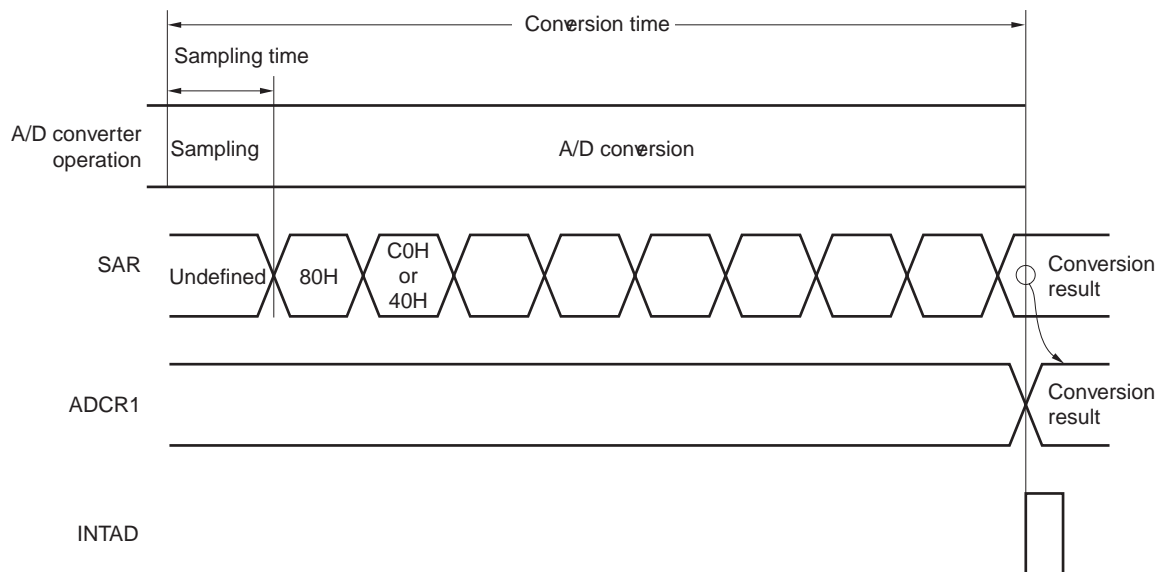 Conversion time
Sampling time
A/D converter
operation
Sampling
A/D conversion
SAR
Undefined
80H
C0H
or
40H
Conversion
result
ADCR1
Conversion
result
INTAD